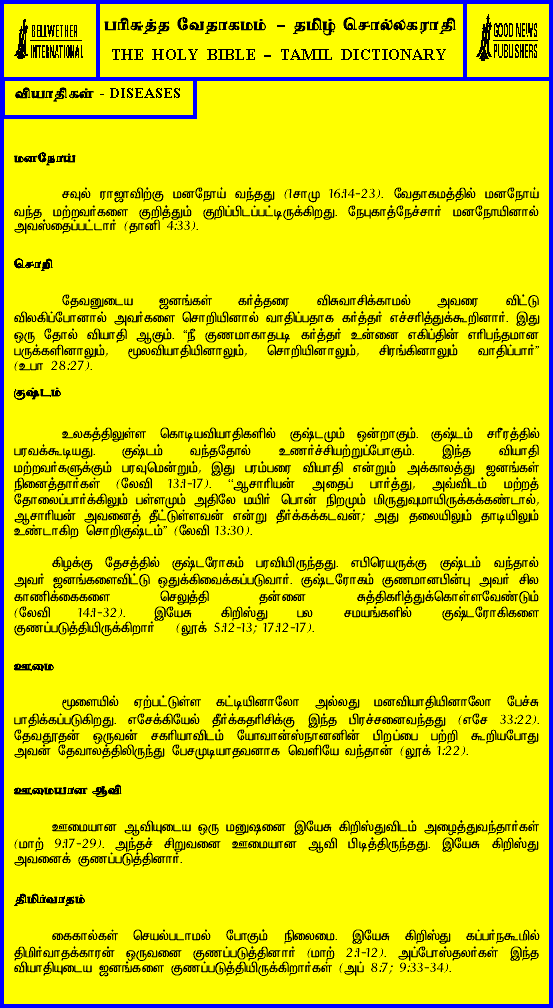 BELLWETHER
INTERNATIONAL
பரிசுத்த வேதாகமம் – தமிழ் சொல்லகராதி
THE HOLY BIBLE – TAMIL DICTIONARY
GOOD NEWS
PUBLISHERS
வியாதிகள் - DISEASES
மனநோய்
சவுல் ராஜாவிற்கு மனநோய் வந்தது (1சாமு 16:14-23). வேதாகமத்தில் மனநோய்
வந்த மற்றவர்களை குறித்தும் குறிப்பிடப்பட்டிருக்கிறது. நேபுகாத்நேச்சார் மனநோயினால்
அவஸ்தைப்பட்டார் (தானி 4:33).
சொறி
தேவனுடைய ஜனங்கள் கர்த்தரை விசுவாசிக்காமல் அவரை விட்டு
விலகிப்போனால் அவர்களை சொறியினால் வாதிப்பதாக கர்த்தர் எச்சரித்துக்கூறினார். இது
ஒரு தோல் வியாதி ஆகும். “நீ குணமாகாதபடி கர்த்தர் உன்னை எகிப்தின் எரிபந்தமான
பருக்களினாலும், மூலவியாதியினாலும், சொறியினாலும், சிரங்கினாலும் வாதிப்பார்”
(உபா 28:27).
குஷ்டம்
உலகத்திலுள்ள கொடியவியாதிகளில் குஷ்டமும் ஒன்றாகும். குஷ்டம் சரீரத்தில்
பரவக்கூடியது. குஷ்டம் வந்ததோல் உணர்ச்சியற்றுப்போகும். இந்த வியாதி
மற்றவர்களுக்கும் பரவுமென்றும், இது பரம்பரை வியாதி என்றும் அக்காலத்து ஜனங்கள்
நினைத்தார்கள் (லேவி 13:1-17). “ஆசாரியன் அதைப் பார்த்து, அவ்விடம் மற்றத்
தோலைப்பார்க்கிலும் பள்ளமும் அதிலே மயிர் பொன் நிறமும் மிருதுவுமாயிருக்கக்கண்டால்,
ஆசாரியன் அவனைத் தீட்டுள்ளவன் என்று தீர்க்கக்கடவன்; அது தலையிலும் தாடியிலும்
உண்டாகிற சொறிகுஷ்டம்” (லேவி 13:30).
கிழக்கு தேசத்தில் குஷ்டரோகம் பரவியிருந்தது. எபிரெயருக்கு குஷ்டம் வந்தால்
அவர் ஜனங்களைவிட்டு ஒதுக்கிவைக்கப்படுவார். குஷ்டரோகம் குணமானபின்பு அவர் சில
காணிக்கைகளை செலுத்தி தன்னை சுத்திகரித்துக்கொள்ளவேண்டும்
(லேவி 14:1-32). இயேசு கிறிஸ்து பல சமயங்களில் குஷ்டரோகிகளை
குணப்படுத்தியிருக்கிறார் (லூக் 5:12-13; 17:12-17).
ஊமை
மூளையில் ஏற்பட்டுள்ள கட்டியினாலோ அல்லது மனவியாதியினாலோ பேச்சு
பாதிக்கப்படுகிறது. எசேக்கியேல் தீர்க்கதரிசிக்கு இந்த பிரச்சனைவந்தது (எசே 33:22).
தேவதூதன் ஒருவன் சகரியாவிடம் யோவான்ஸ்நானனின் பிறப்பை பற்றி கூறியபோது
அவன் தேவாலத்திலிருந்து பேசமுடியாதவனாக வெளியே வந்தான் (லூக் 1:22).
ஊமையான ஆவி
ஊமையான ஆவியுடைய ஒரு மனுஷனை இயேசு கிறிஸ்துவிடம் அழைத்துவந்தார்கள்
(மாற் 9:17-29). அந்தச் சிறுவனை ஊமையான ஆவி பிடித்திருந்தது. இயேசு கிறிஸ்து
அவனைக் குணப்படுத்தினார்.
திமிர்வாதம்
கைகால்கள் செயல்படாமல் போகும் நிலைமை. இயேசு கிறிஸ்து கப்பர்நகூமில்
திமிர்வாதக்காரன் ஒருவனை குணப்படுத்தினார் (மாற் 2:1-12). அப்போஸ்தலர்கள் இந்த
வியாதியுடைய ஜனங்களை குணப்படுத்தியிருக்கிறார்கள் (அப் 8:7; 9:33-34).